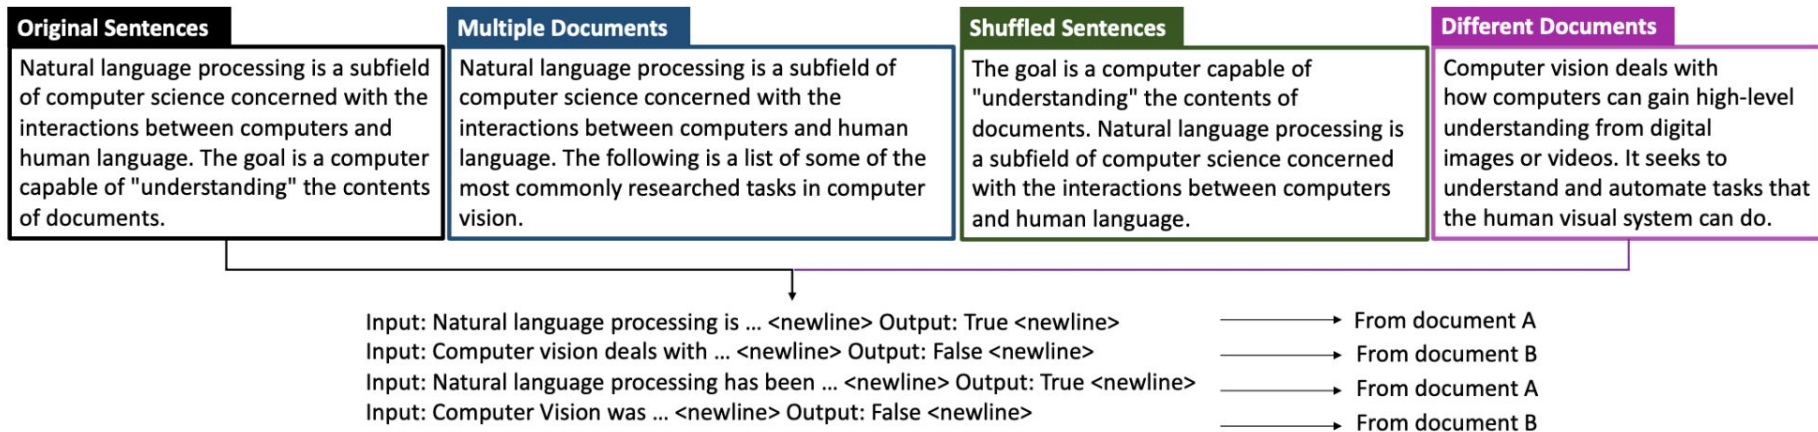 Original Sentences
Natural language processing is a subfield
of computer science concerned with the
interactions between computers and
human language. The goal is a computer
capable of "understanding" the contents
of documents.
Multiple Documents
Natural language processing is a subfield of
computer science concerned with the
interactions between computers and human
language. The following is a list of some of the
most commonly researched tasks in computer
vision.
Shuffled Sentences
The goal is a computer capable of
"understanding" the contents of
documents. Natural language processing is
a subfield of computer science concerned
with the interactions between computers
and human language.
Different Documents
Computer vision deals with
how computers can gain high-level
understanding from digital
images or videos. It seeks to
understand and automate tasks that
the human visual system can do.
Input: Natural language processing is ... <newline> Output: True <newline>
From document A
Input: Computer vision deals with ... <newline> Output: False <newline>
From document B
Input: Natural language processing has been ... <newline> Output: True <newline>
From document A
Input: Computer Vision was ... <newline> Output: False <newline>
From document B